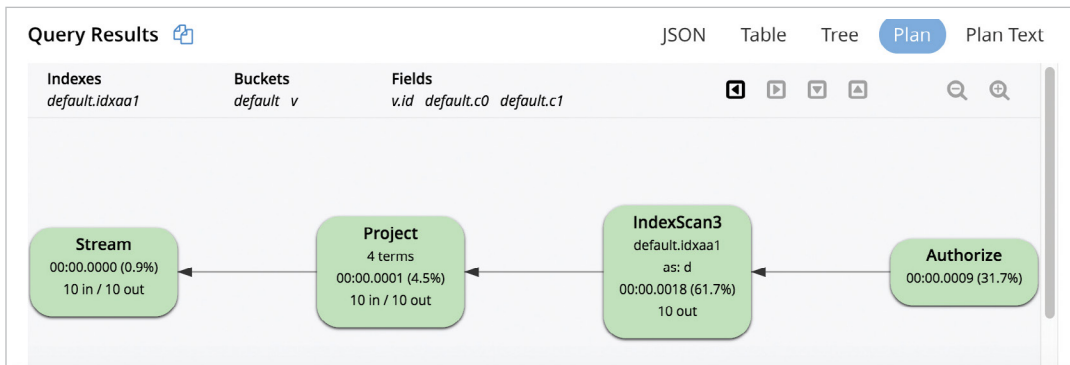 Query Results JSON Table Tree Plan Plan Text
Indexes Buckets Fields
default.idxaa1 default v v.id default.c0 default.c1
Stream
00:00.0000 (0.9%)
10 in / 10 out
Project
4 terms
00:00.0001 (4.5%)
10 in / 10 out
IndexScan3
default.idxaa1
as: d
00:00.0018 (61.7%)
10 out
Authorize
00:00.0009 (31.7%)